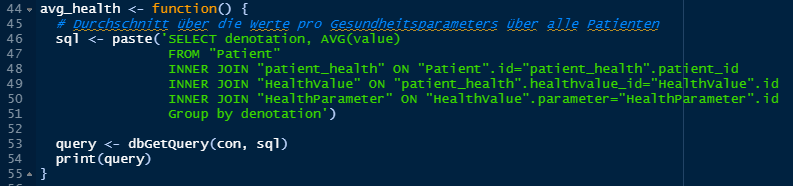 44 avg_health <- function() {
45 # Durchschnitt über die Werte pro Gesundheitsparameters über alle Patienten
46 sql <- paste('SELECT denotation, AVG(value)
47 FROM "Patient"
48 INNER JOIN "patient_health" ON "Patient".id="patient_health".patient_id
49 INNER JOIN "HealthValue" ON "patient_health".healthvalue_id="HealthValue".id
50 INNER JOIN "HealthParameter" ON "HealthValue".parameter="HealthParameter".id
51 Group by denotation')
52
53 query <- dbGetQuery(con, sql)
54 print(query)
55 }
56